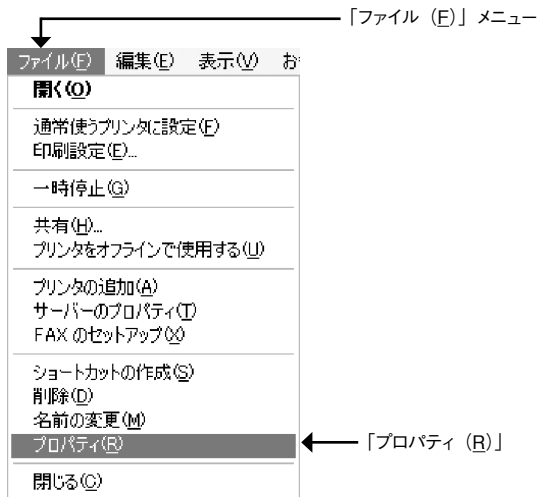 「ファイル（F）」メニュー
ファイル(F) 編集(E) 表示(V) お
開く(O)
通常使うプリンタに設定(F)
印刷設定(E)...
一時停止(G)
共有(H)...
プリンタをオフラインで使用する(U)
プリンタの追加(A)
サーバーのプロパティ(T)
FAX のセットアップ(X)
ショートカットの作成(S)
削除(D)
名前の変更(M)
プロパティ(R)
「プロパティ（R）」
閉じる(C)